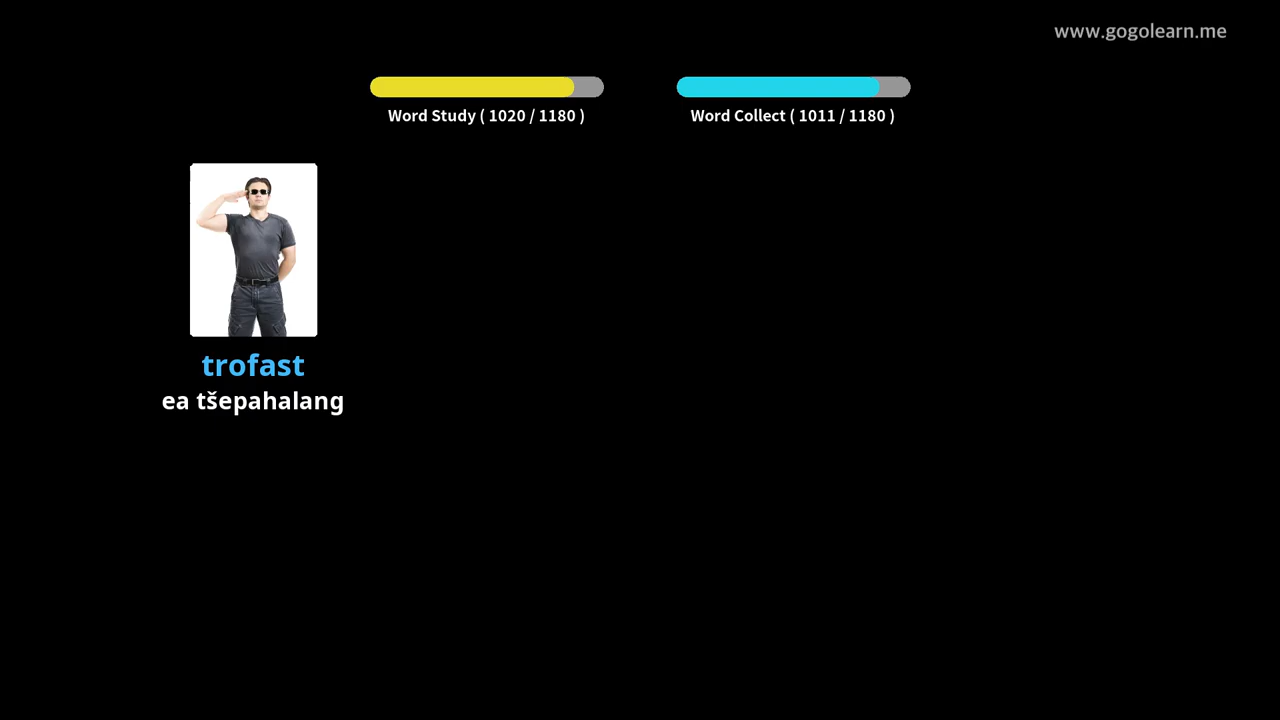 www.gogolearn.me
Word Study ( 1020 / 1180 )
Word Collect ( 1011 / 1180 )
trofast
ea tšepahalang